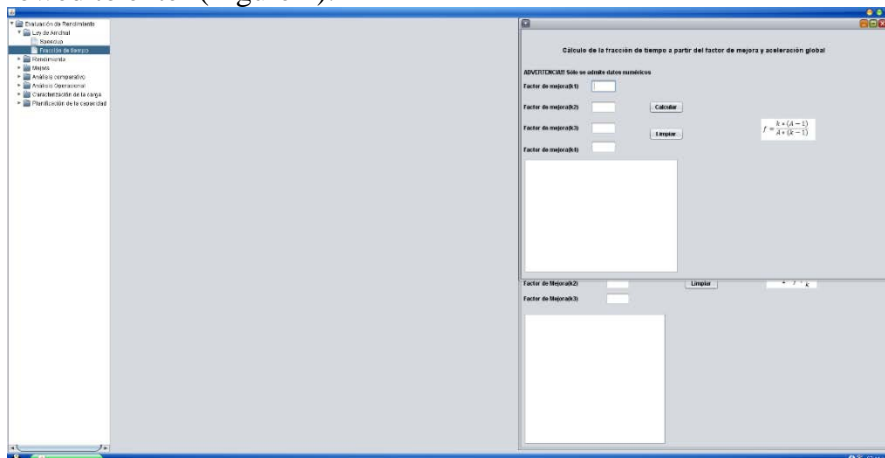 Evaluación de Rendimiento
Ley de Amdhal
Speedup
Fracción de tiempo
Rendimiento
Mejora
Análisis comparativo
Análisis Operacional
Caracterización de la carga
Planificación de la capacidad
Cálculo de la fracción de tiempo a partir del factor de mejora y aceleración global
ADVERTENCIA!! Sólo se admite datos numéricos
Factor de mejora(k1)
Factor de mejora(k2)
Calcular
Factor de mejora(k3)
Limpiar
f = k * (A − 1) / A * (k − 1)
Factor de mejora(k4)
Factor de Mejora(k2)
Limpiar
k
Factor de Mejora(k3)